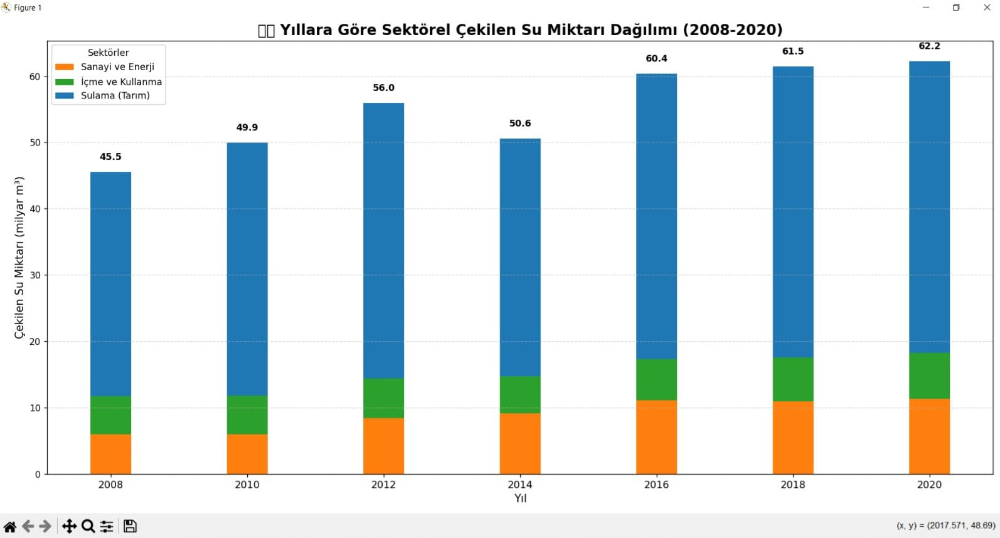 Figure 1
Yıllara Göre Sektörel Çekilen Su Miktarı Dağılımı (2008-2020)
Sektörler
Sanayi ve Enerji
İçme ve Kullanma
Sulama (Tarım)
45.5
49.9
56.0
50.6
60.4
61.5
62.2
Çekilen Su Miktarı (milyar m³)
60
50
40
30
20
10
0
2008
2010
2012
2014
2016
2018
2020
Yıl
(x, y) = (2017.571, 48.69)